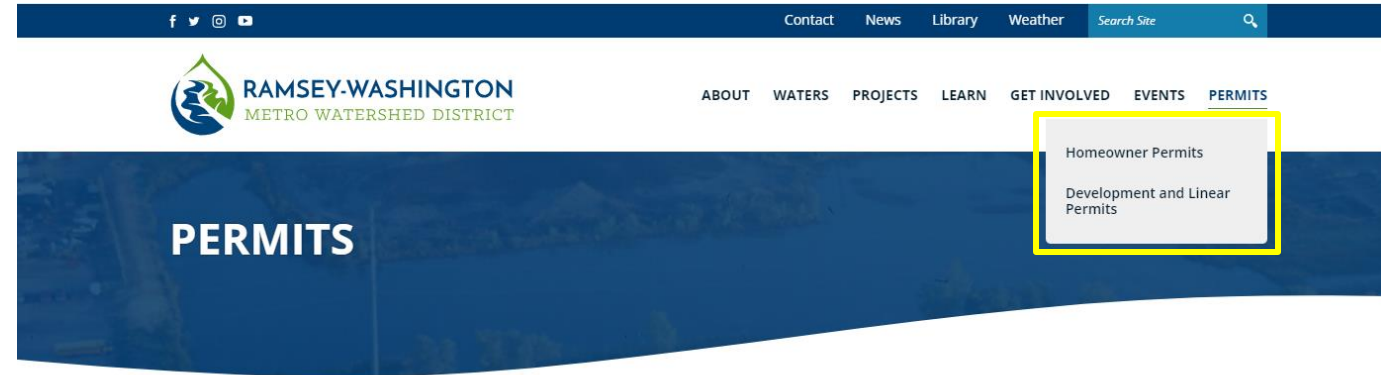 Contact News Library Weather Search Site
RAMSEY-WASHINGTON
METRO WATERSHED DISTRICT
ABOUT WATERS PROJECTS LEARN GET INVOLVED EVENTS PERMITS
Homeowner Permits
Development and Linear
Permits
PERMITS